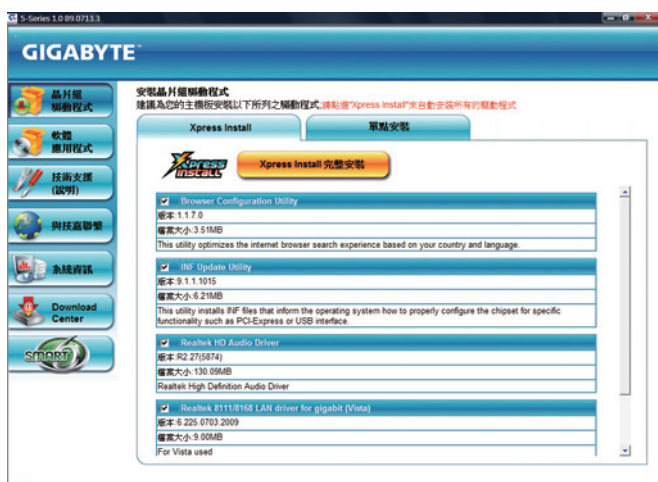 5-Series 1.0 B9.0713.3
GIGABYTE™
晶片組
驅動程式
軟體
應用程式
技術支援
(說明)
與技嘉聯繫
系統資訊
Download
Center
SMART
安裝晶片組驅動程式
建議為您的主機板安裝以下所列之驅動程式;請點選"Xpress Install"來自動安裝所有的驅動程式
Xpress Install
單點安裝
Xpress
INSTALL
Xpress Install 完整安裝
Browser Configuration Utility
版本:1.1.7.0
檔案大小:3.51MB
This utility optimizes the internet browser search experience based on your country and language.
INF Update Utility
版本:9.1.1.1015
檔案大小:6.21MB
This utility installs INF files that inform the operating system how to properly configure the chipset for specific
functionality such as PCI-Express or USB interface.
Realtek HD Audio Driver
版本:R2.27(5874)
檔案大小:130.09MB
Realtek High Definition Audio Driver
Realtek 8111/8168 LAN driver for gigabit (Vista)
版本:6.225.0703.2009
檔案大小:9.00MB
For Vista used